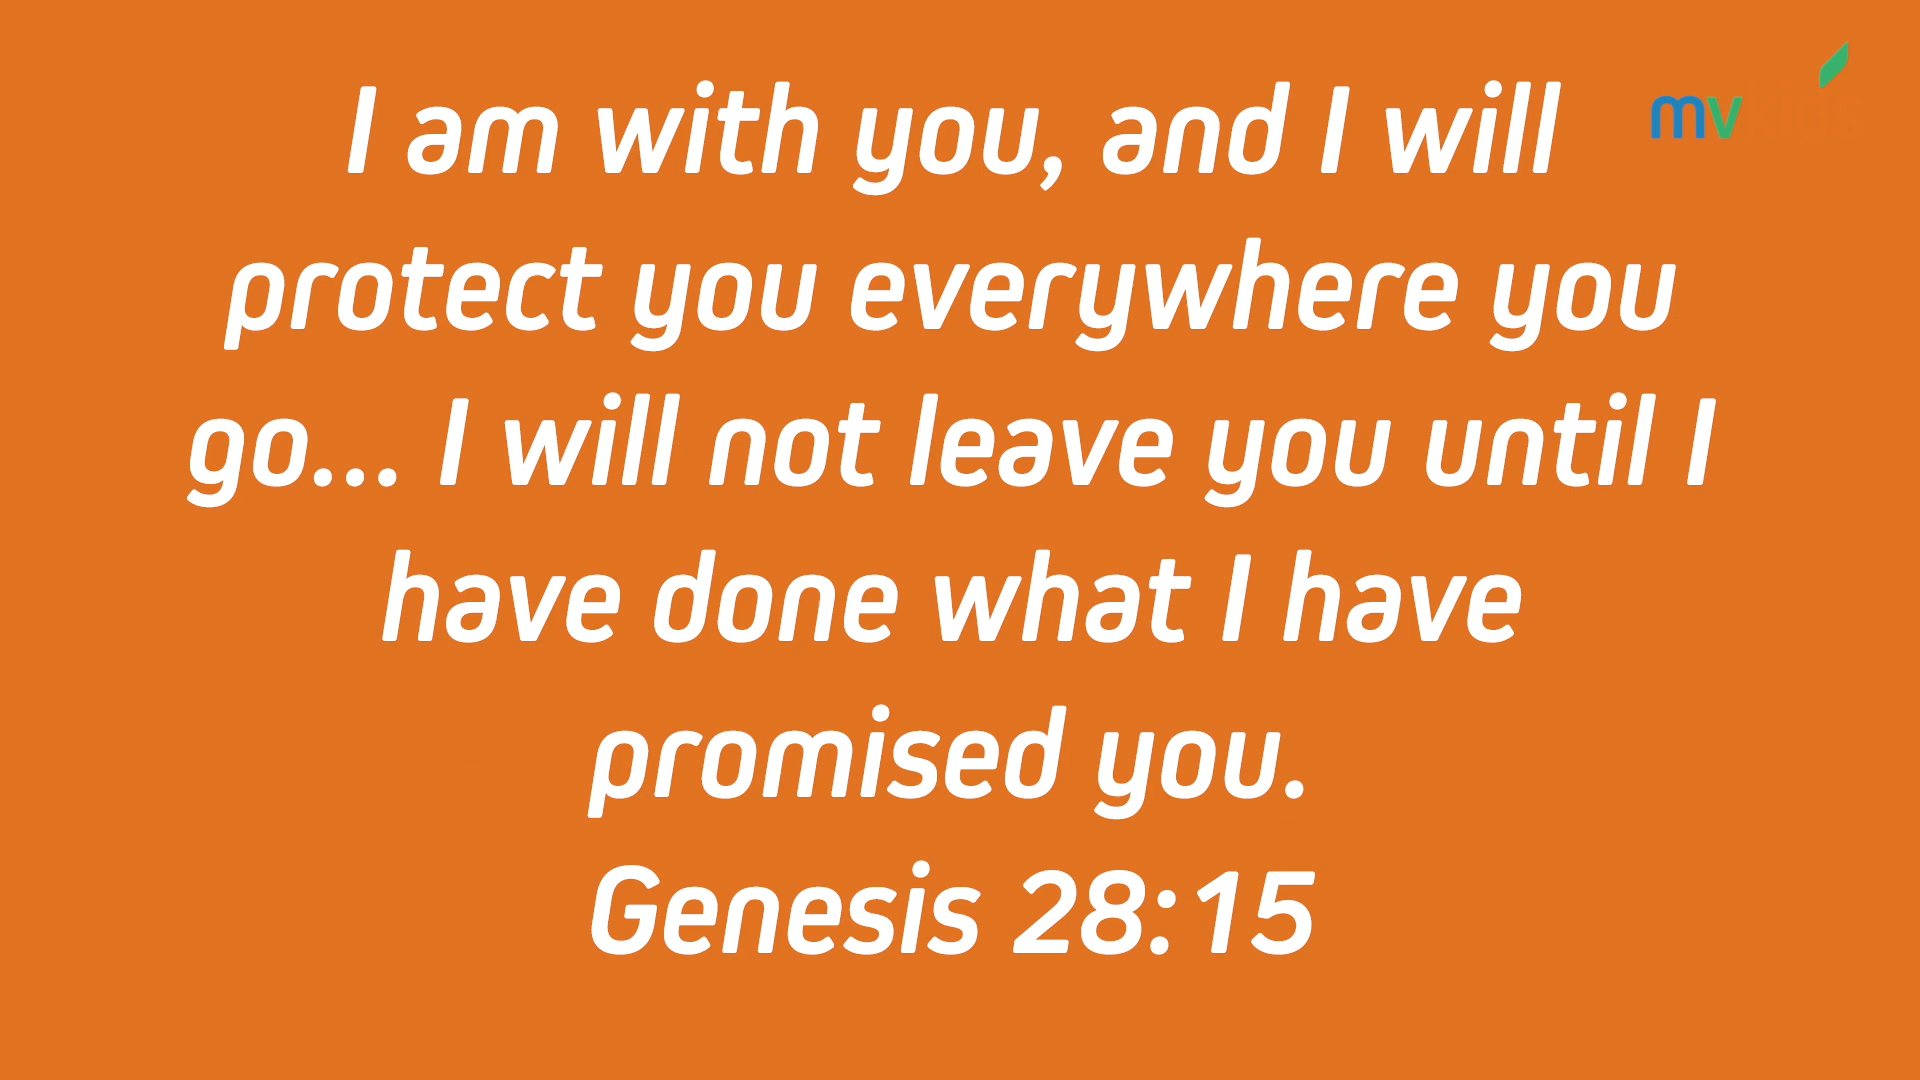 I am with you, and I will
mv
protect you everywhere you
go... I will not leave you until I
have done what I have
promised you.
Genesis 28:15